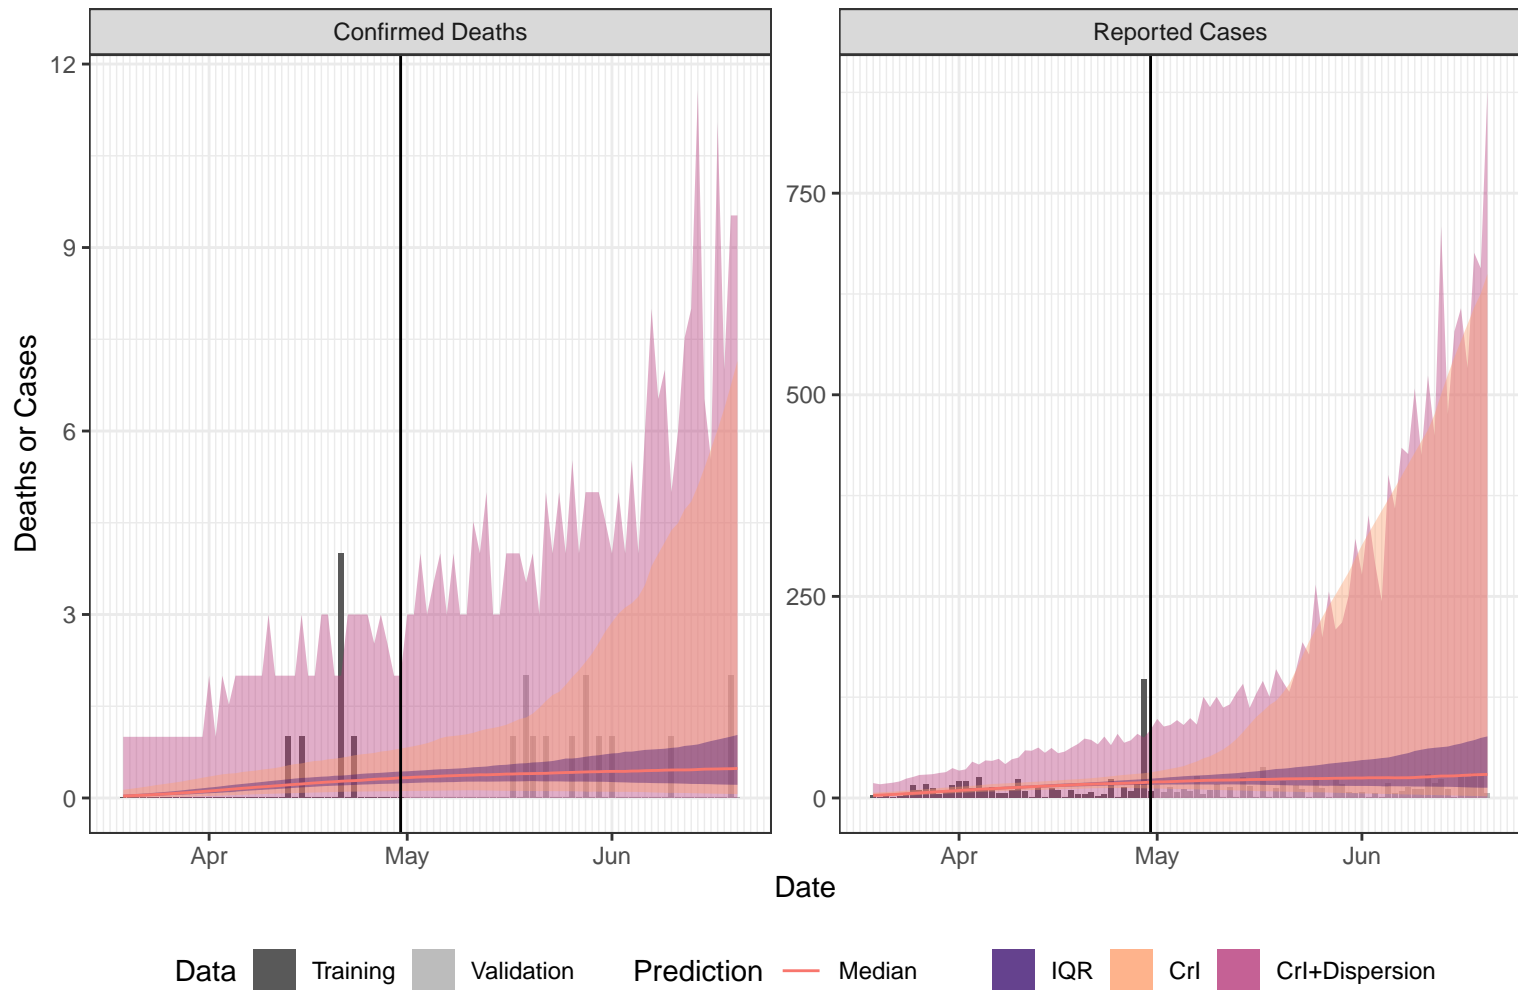 Confirmed Deaths
Reported Cases
Deaths or Cases
12
9
6
3
0
750
500
250
0
Apr May Jun
Apr May Jun
Date
Data Training Validation Prediction Median IQR CrI CrI+Dispersion